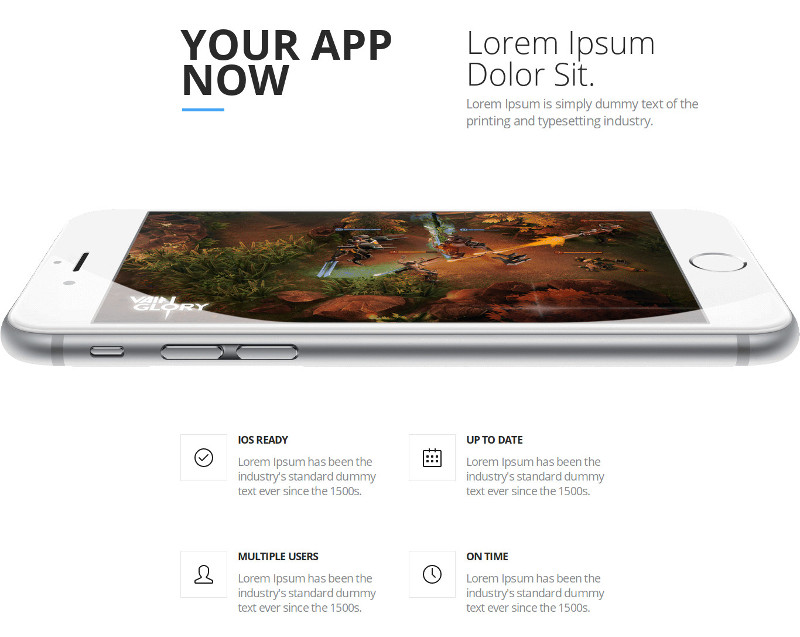 YOUR APP
NOW
Lorem Ipsum
Dolor Sit.
Lorem Ipsum is simply dummy text of the
printing and typesetting industry.
VAIN
GLORY
IOS READY
Lorem Ipsum has been the
industry's standard dummy
text ever since the 1500s.
UP TO DATE
Lorem Ipsum has been the
industry's standard dummy
text ever since the 1500s.
MULTIPLE USERS
Lorem Ipsum has been the
industry's standard dummy
text ever since the 1500s.
ON TIME
Lorem Ipsum has been the
industry's standard dummy
text ever since the 1500s.